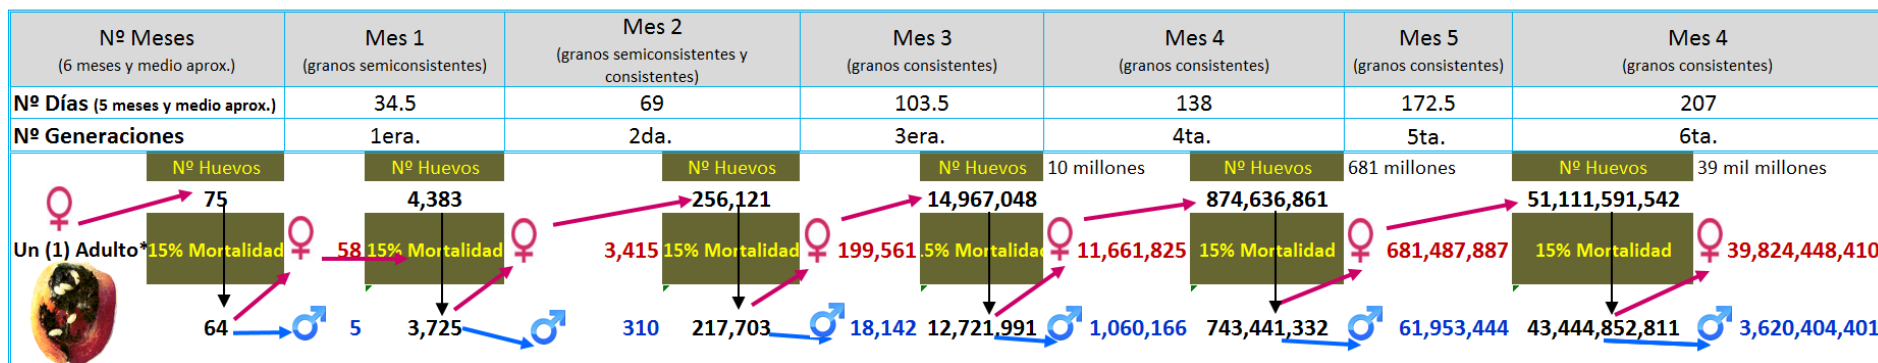 Nº Meses Mes 1 Mes 2 Mes 3 Mes 4 Mes 5 Mes 4
(6 meses y medio aprox.) (granos semiconsistentes) (granos semiconsistentes y consistentes) (granos consistentes) (granos consistentes) (granos consistentes) (granos consistentes)
Nº Días (5 meses y medio aprox.) 34.5 69 103.5 138 172.5 207
Nº Generaciones 1era. 2da. 3era. 4ta. 5ta. 6ta.
Nº Huevos Nº Huevos Nº Huevos Nº Huevos 10 millones Nº Huevos 681 millones Nº Huevos 39 mil millones
75 4,383 256,121 14,967,048 874,636,861 51,111,591,542
Un (1) Adulto* 15% Mortalidad ♀ 58 15% Mortalidad ♀ 3,415 15% Mortalidad ♀ 199,561 .5% Mortalidad ♀ 11,661,825 15% Mortalidad ♀ 681,487,887 15% Mortalidad ♀ 39,824,448,410
64 ♂ 5 3,725 ♂ 310 217,703 ♂ 18,142 12,721,991 ♂ 1,060,166 743,441,332 ♂ 61,953,444 43,444,852,811 ♂ 3,620,404,401